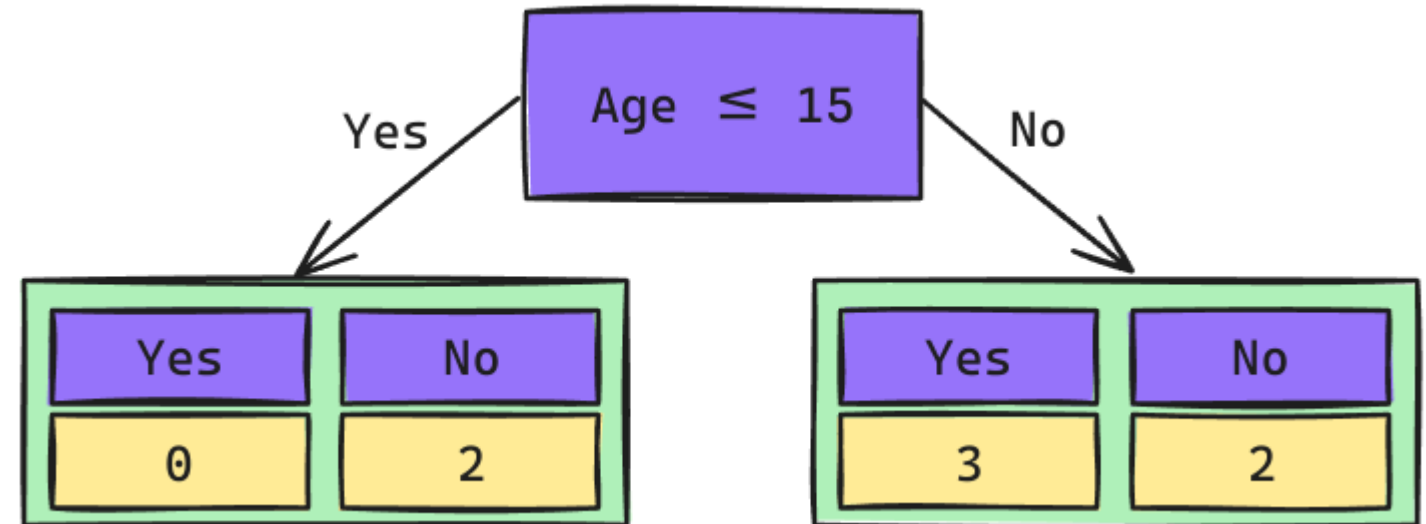 Age ≤ 15
Yes
No
Yes No
0 2
Yes No
3 2